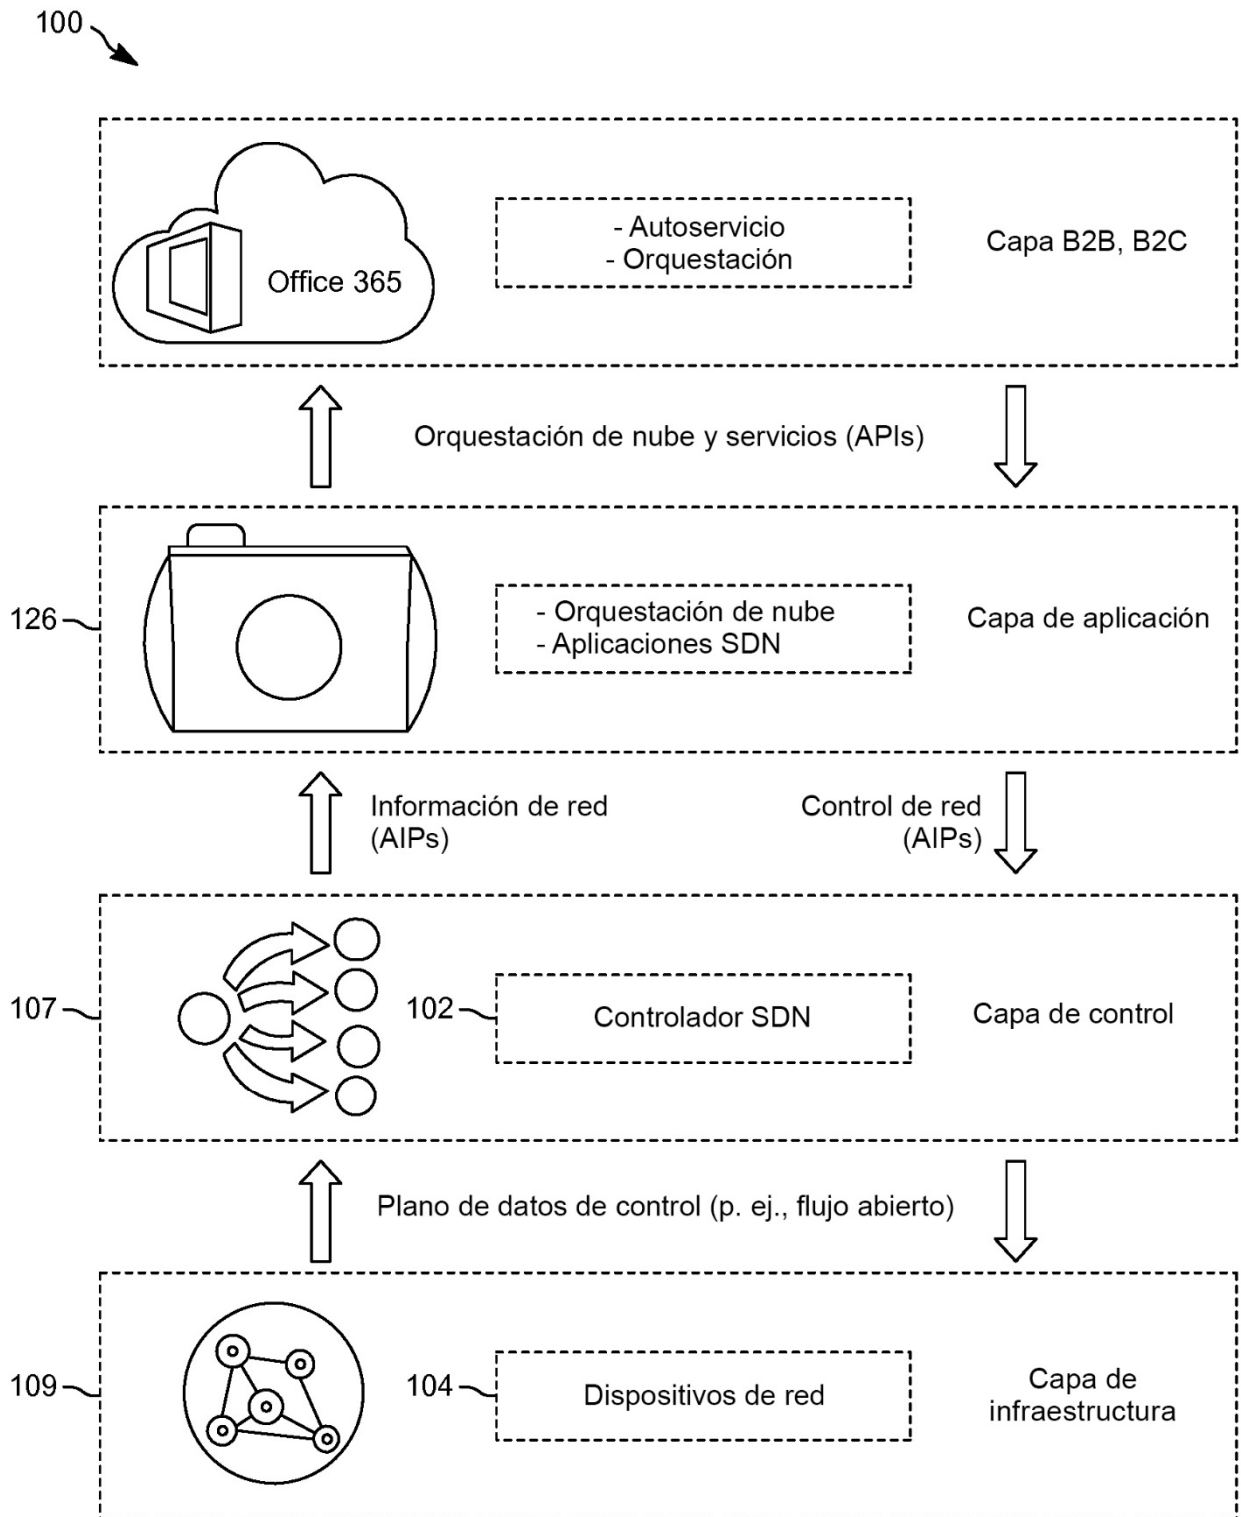 100
Office 365
- Autoservicio
- Orquestación
Capa B2B, B2C
Orquestación de nube y servicios (APIs)
126
- Orquestación de nube
- Aplicaciones SDN
Capa de aplicación
Información de red
(AIPs)
Control de red
(AIPs)
107
102
Controlador SDN
Capa de control
Plano de datos de control (p. ej., flujo abierto)
109
104
Dispositivos de red
Capa de
infraestructura